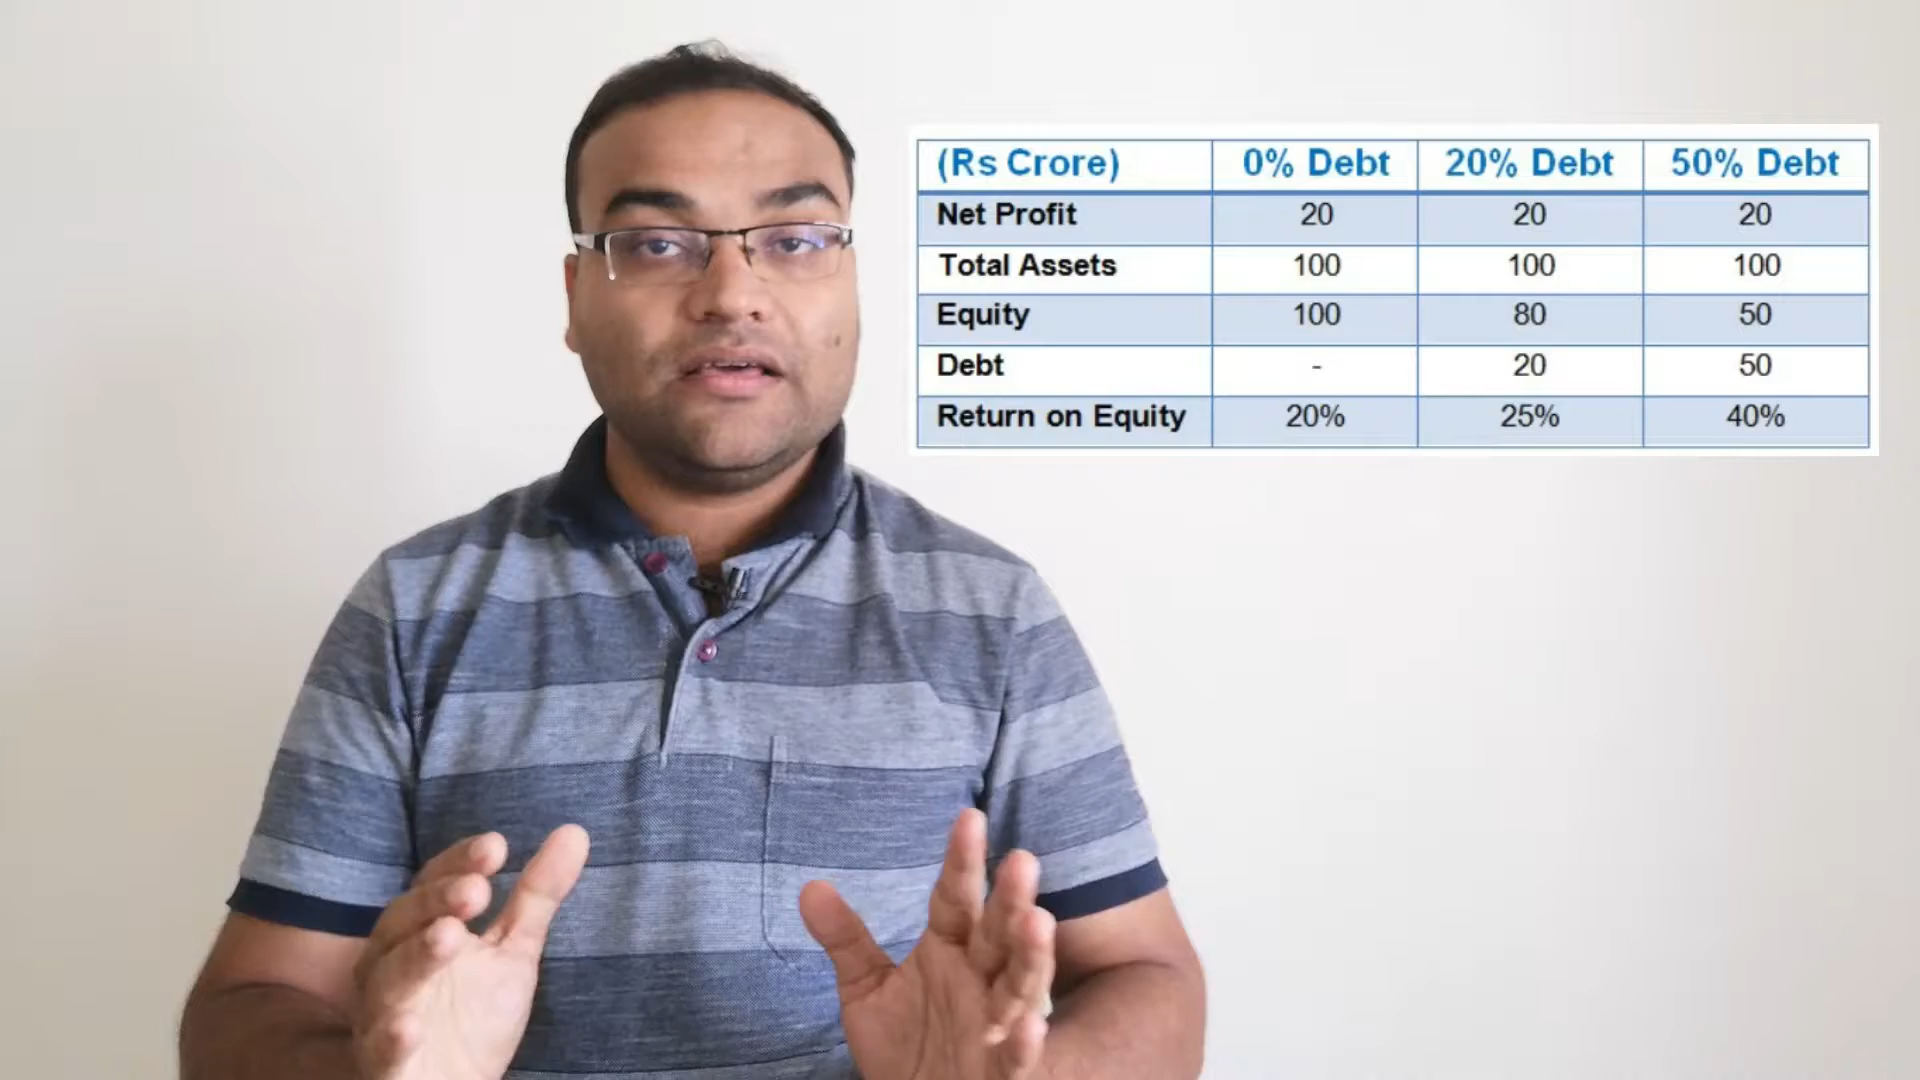 (Rs Crore) 0% Debt 20% Debt 50% Debt
Net Profit 20 20 20
Total Assets 100 100 100
Equity 100 80 50
Debt - 20 50
Return on Equity 20% 25% 40%